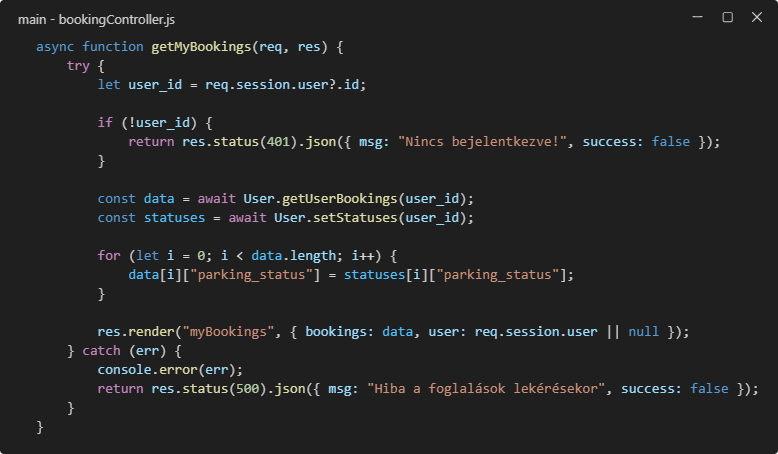 main - bookingController.js
async function getMyBookings(req, res) {
    try {
        let user_id = req.session.user?.id;

        if (!user_id) {
            return res.status(401).json({ msg: "Nincs bejelentkezve!", success: false });
        }

        const data = await User.getUserBookings(user_id);
        const statuses = await User.setStatuses(user_id);

        for (let i = 0; i < data.length; i++) {
            data[i]["parking_status"] = statuses[i]["parking_status"];
        }

        res.render("myBookings", { bookings: data, user: req.session.user || null });
    } catch (err) {
        console.error(err);
        return res.status(500).json({ msg: "Hiba a foglalások lekérésekor", success: false });
    }
}